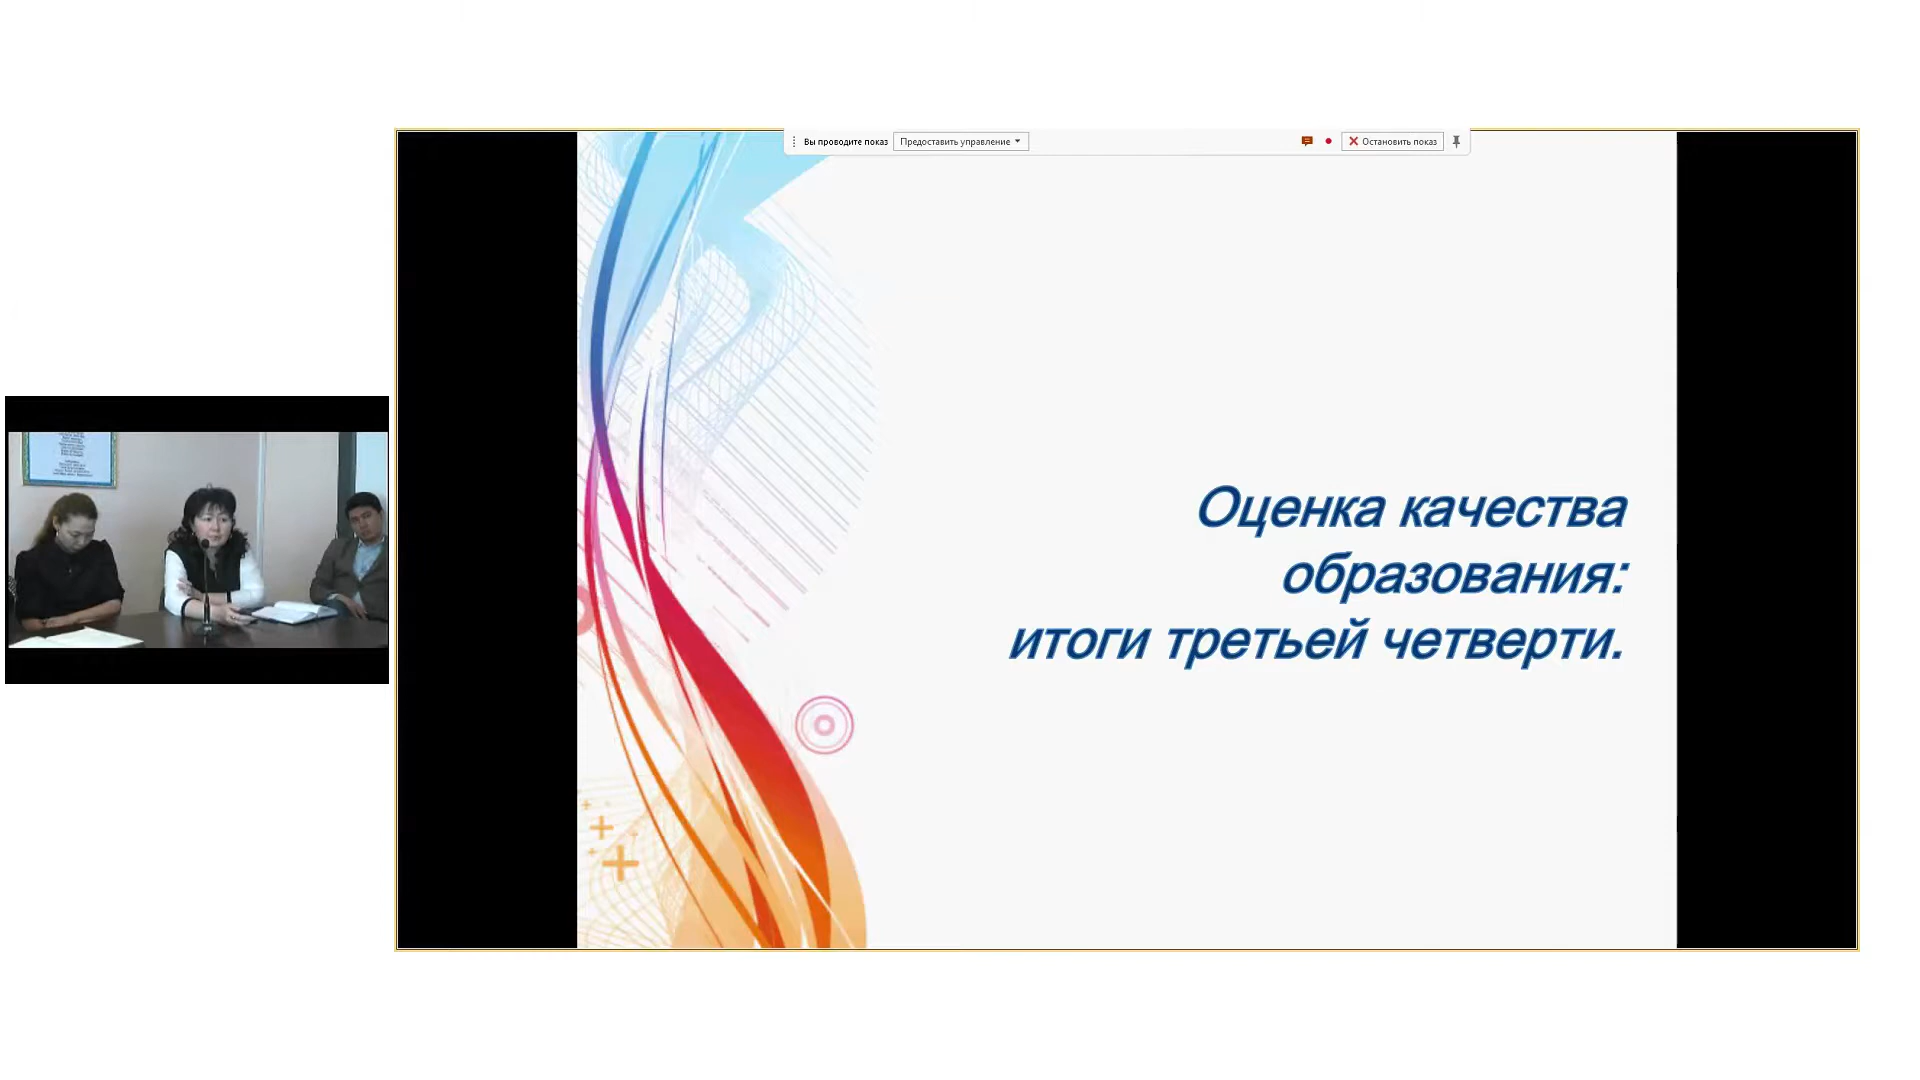 Вы проводите показ
Предоставить управление
Остановить показ
Оценка качества
образования:
итоги третьей четверти.